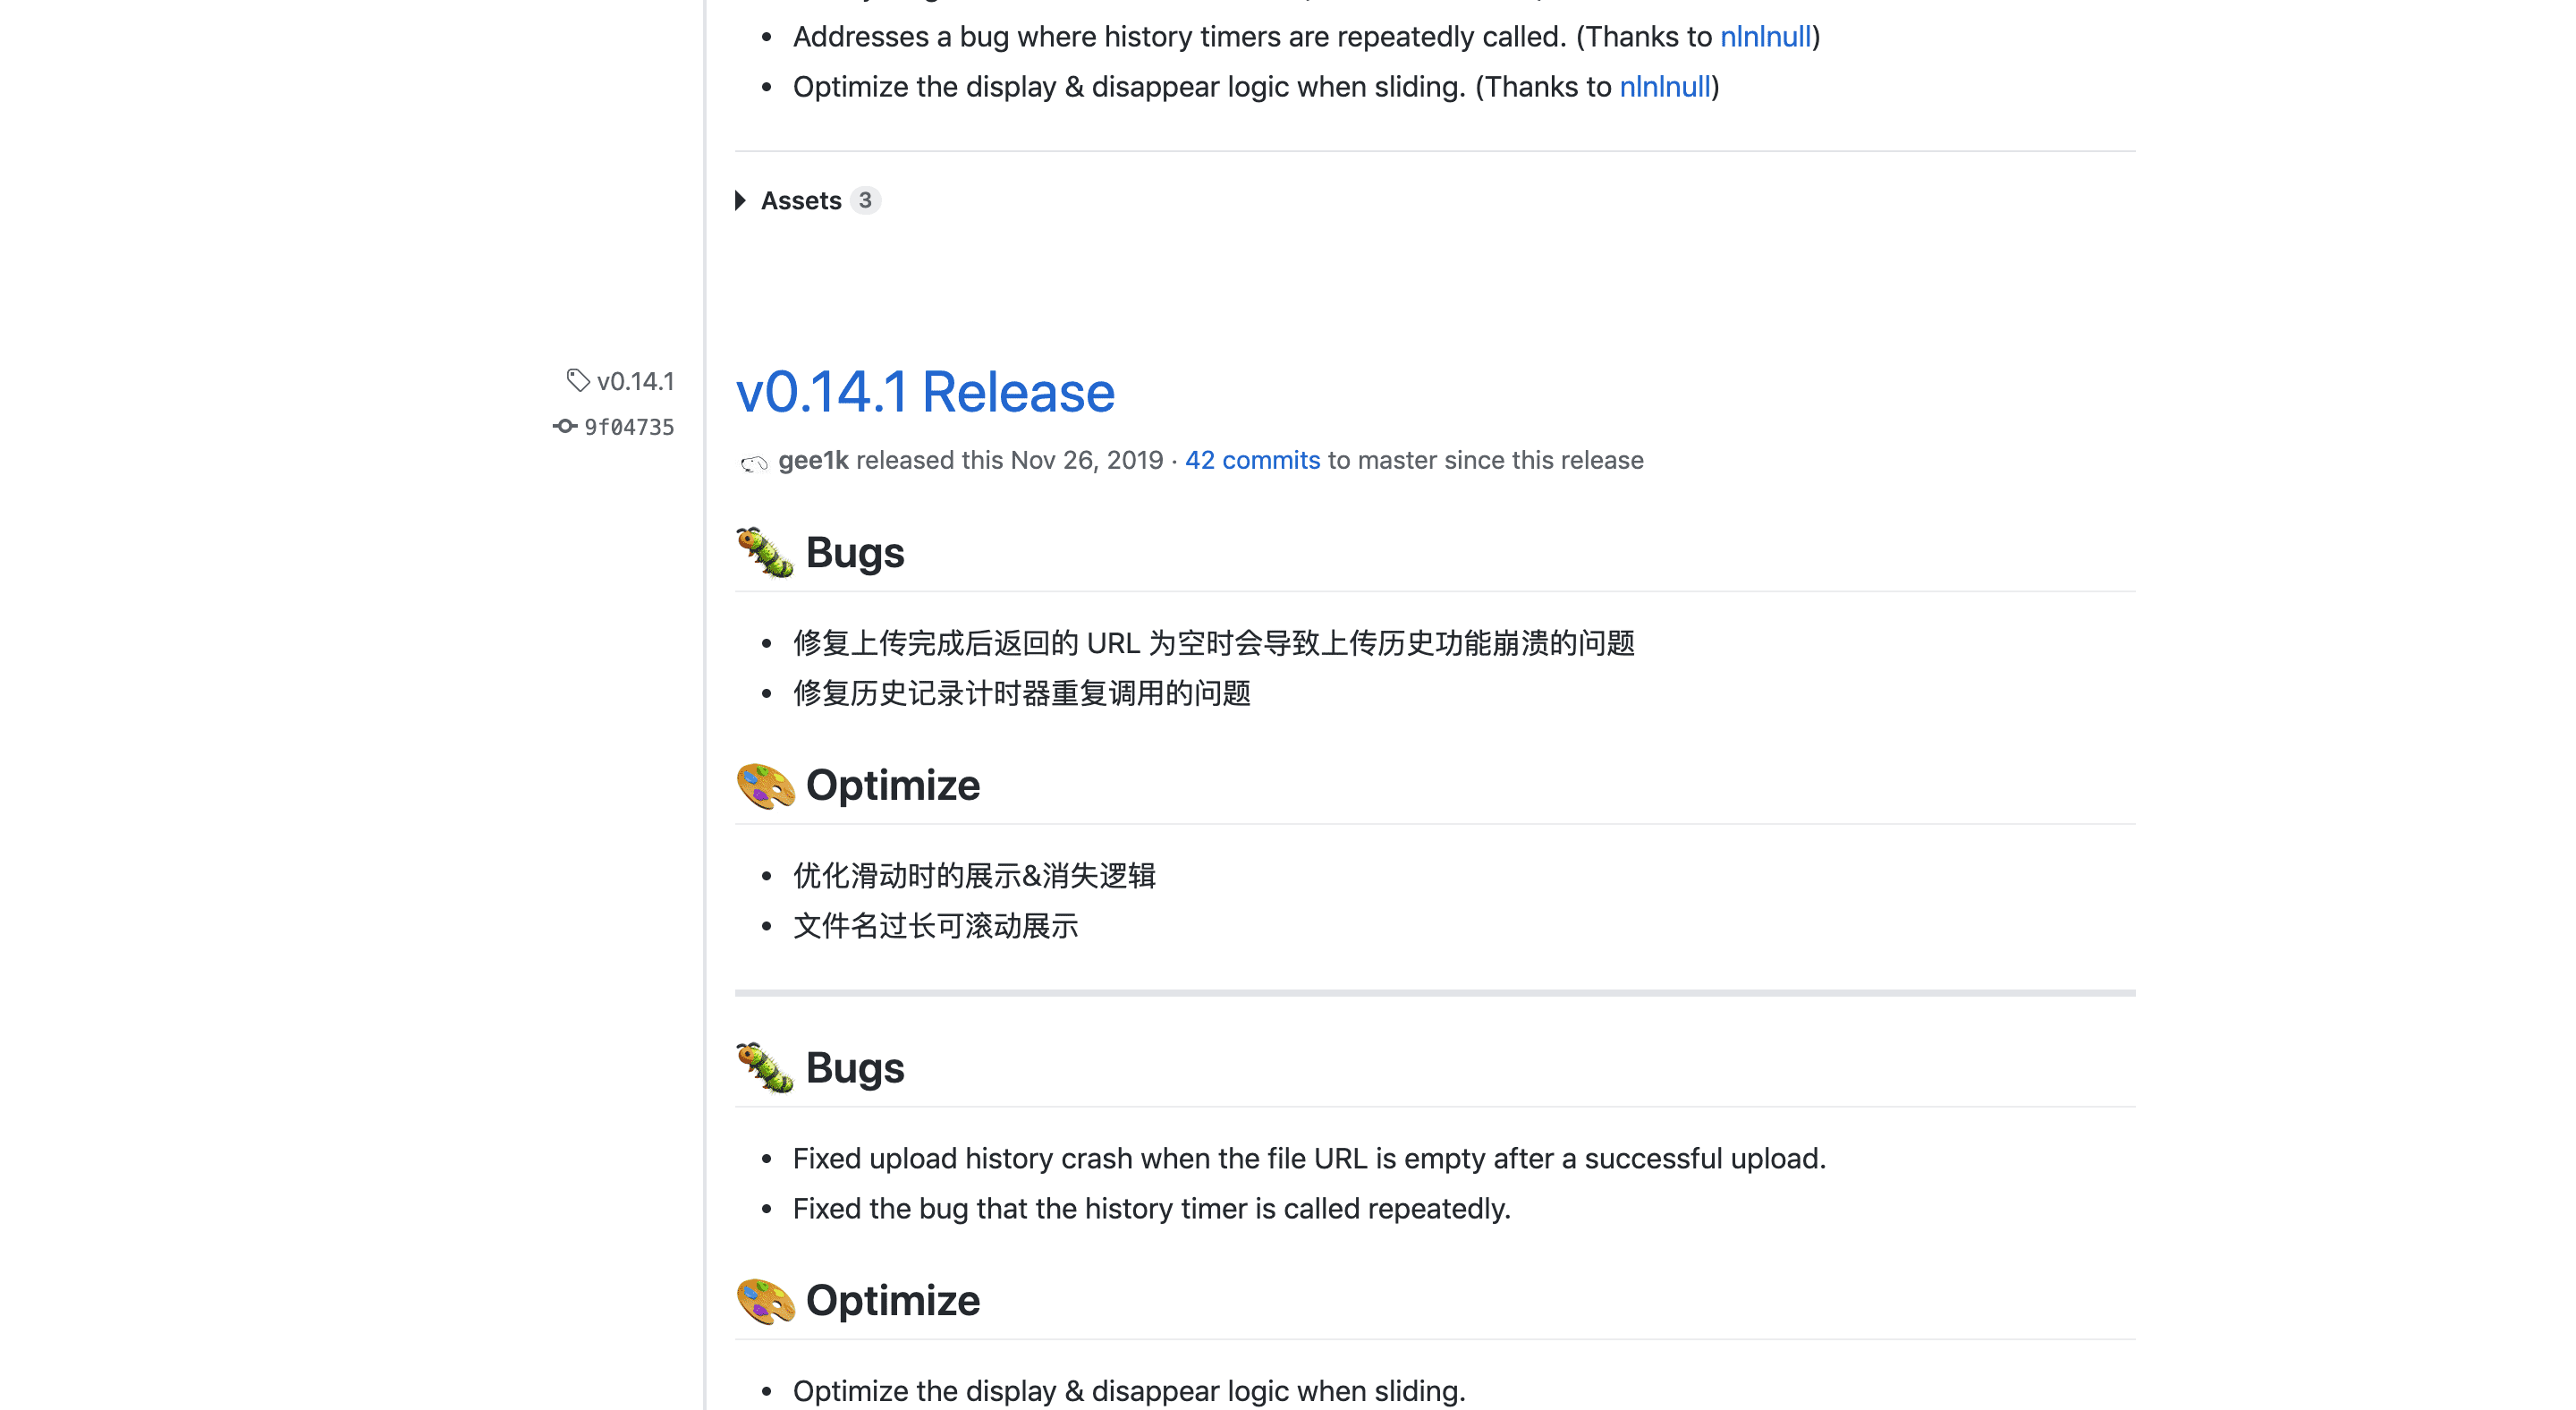 Addresses a bug where history timers are repeatedly called. (Thanks to nlnlnull)
Optimize the display & disappear logic when sliding. (Thanks to nlnlnull)
Assets 3
v0.14.1
9f04735
v0.14.1 Release
gee1k released this Nov 26, 2019 · 42 commits to master since this release
🐛 Bugs
修复上传完成后返回的 URL 为空时会导致上传历史功能崩溃的问题
修复历史记录计时器重复调用的问题
🎨 Optimize
优化滑动时的展示&消失逻辑
文件名过长可滚动展示
🐛 Bugs
Fixed upload history crash when the file URL is empty after a successful upload.
Fixed the bug that the history timer is called repeatedly.
🎨 Optimize
Optimize the display & disappear logic when sliding.